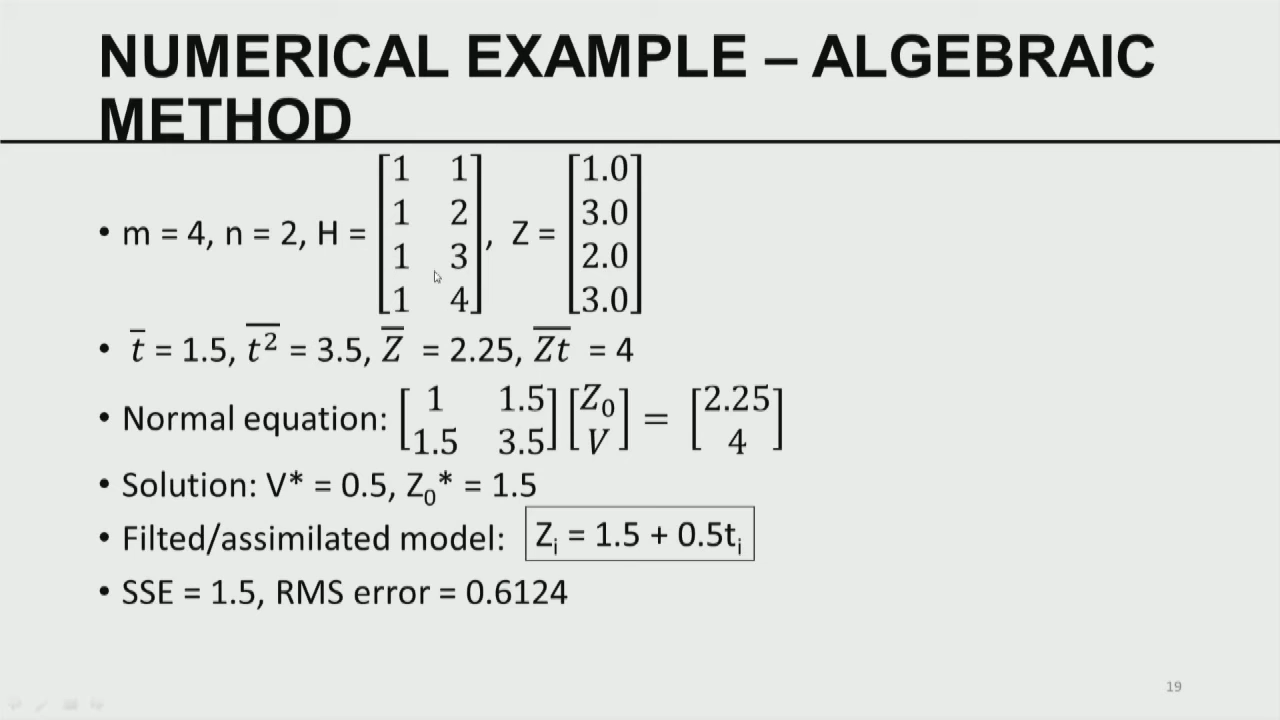 NUMERICAL EXAMPLE – ALGEBRAIC
METHOD
• m = 4, n = 2, H = [1 1; 1 2; 1 3; 1 4], Z = [1.0; 3.0; 2.0; 3.0]
• t̅ = 1.5, t²̅ = 3.5, Z̅ = 2.25, Z̅t̅ = 4
• Normal equation: [1 1.5; 1.5 3.5] [Z₀; V] = [2.25; 4]
• Solution: V* = 0.5, Z₀* = 1.5
• Filted/assimilated model: Zᵢ = 1.5 + 0.5tᵢ
• SSE = 1.5, RMS error = 0.6124
19